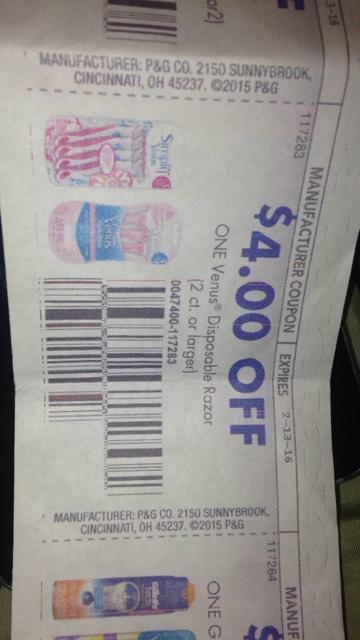 or2)
3-16
MANUFACTURER: P&G CO. 2150 SUNNYBROOK,
CINCINNATI, OH 45237. ©2015 P&G
117283
MANUFACTURER COUPON | EXPIRES 2-13-16
$4.00 OFF
ONE Venus® Disposable Razor
(2 ct. or larger)
0047400-117283
Simply
Venus
Venus
MANUFACTURER: P&G CO. 2150 SUNNYBROOK,
CINCINNATI, OH 45237. ©2015 P&G
117284
MANUF
$
ONE G
Gillette